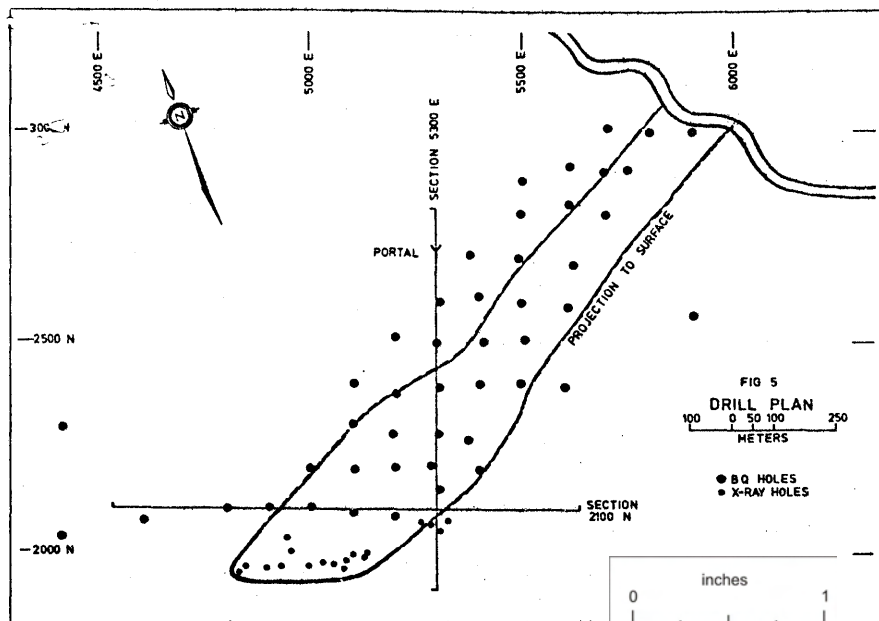 4500 E
5000 E
5500 E
6000 E
SECTION 5300 E
PORTAL
PROJECTION TO SURFACE
N
2500 N
2000 N
FIG 5
DRILL PLAN
100 0 50 100 250
METERS
BQ HOLES
X-RAY HOLES
SECTION
2100 N
inches
0 1